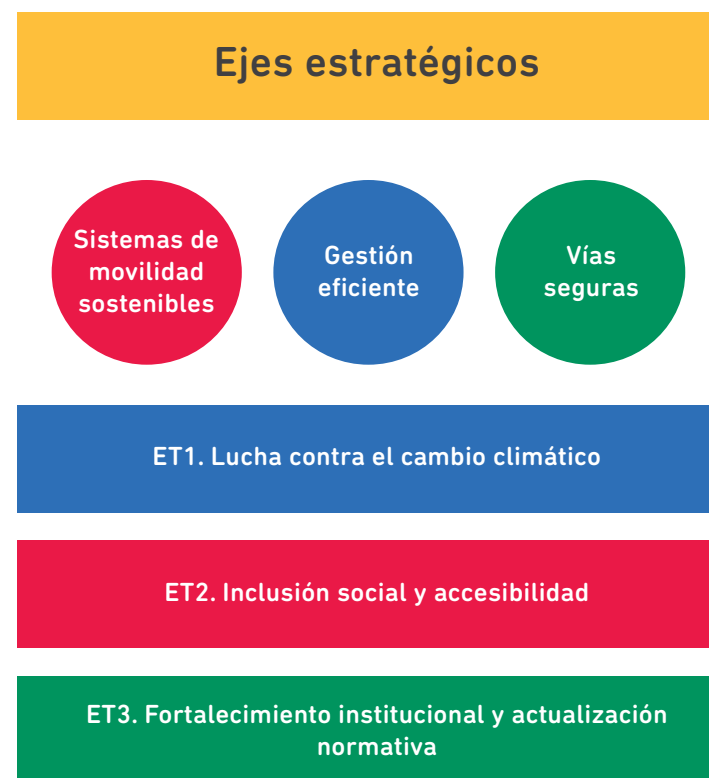 Ejes estratégicos
Sistemas de
movilidad
sostenibles
Gestión
eficiente
Vías
seguras
ET1. Lucha contra el cambio climático
ET2. Inclusión social y accesibilidad
ET3. Fortalecimiento institucional y actualización
normativa